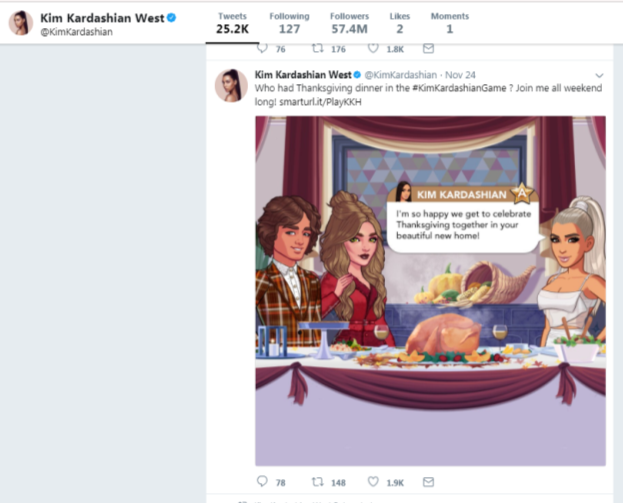 Kim Kardashian West
@KimKardashian
Tweets Following Followers Likes Moments
25.2K 127 57.4M 2 1
76 176 1.8K
Kim Kardashian West @KimKardashian · Nov 24
Who had Thanksgiving dinner in the #KimKardashianGame ? Join me all weekend
long! smarturl.it/PlayKKH
KIM KARDASHIAN A
I'm so happy we get to celebrate
Thanksgiving together in your
beautiful new home!
78 148 1.9K